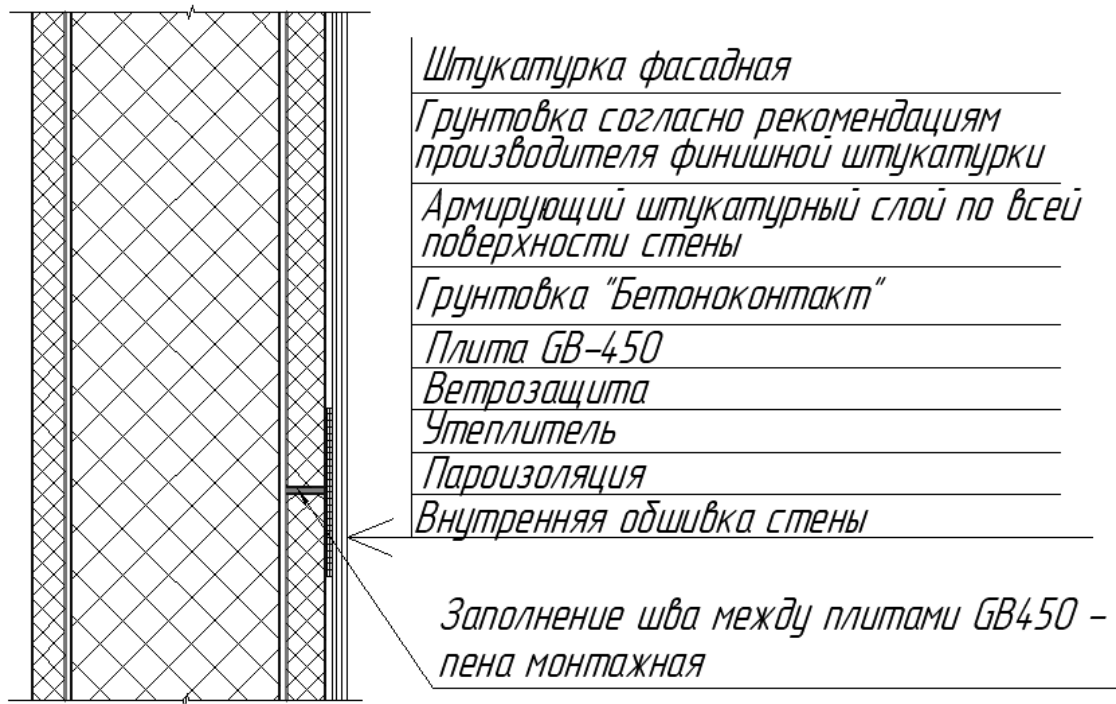 Штукатурка фасадная
Грунтовка согласно рекомендациям
производителя финишной штукатурки
Армирующий штукатурный слой по всей
поверхности стены
Грунтовка "Бетоноконтакт"
Плита GB-450
Ветрозащита
Утеплитель
Пароизоляция
Внутренняя обшивка стены
Заполнение шва между плитами GB450 -
пена монтажная